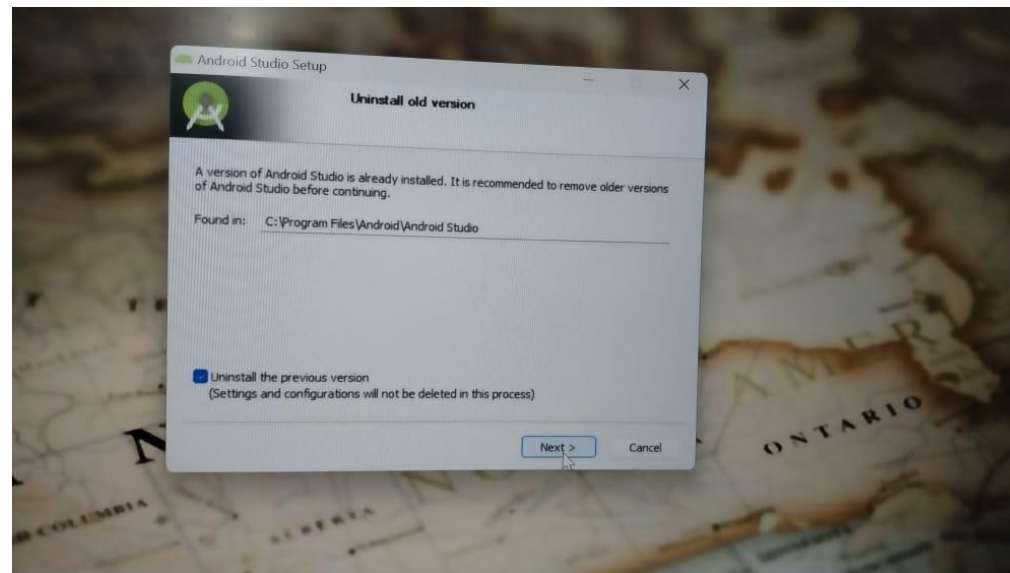 Android Studio Setup
Uninstall old version
A version of Android Studio is already installed. It is recommended to remove older versions
of Android Studio before continuing.
Found in: C:\Program Files\Android\Android Studio
Uninstall the previous version
(Settings and configurations will not be deleted in this process)
Next >
Cancel
ONTARIO
ALBERTA